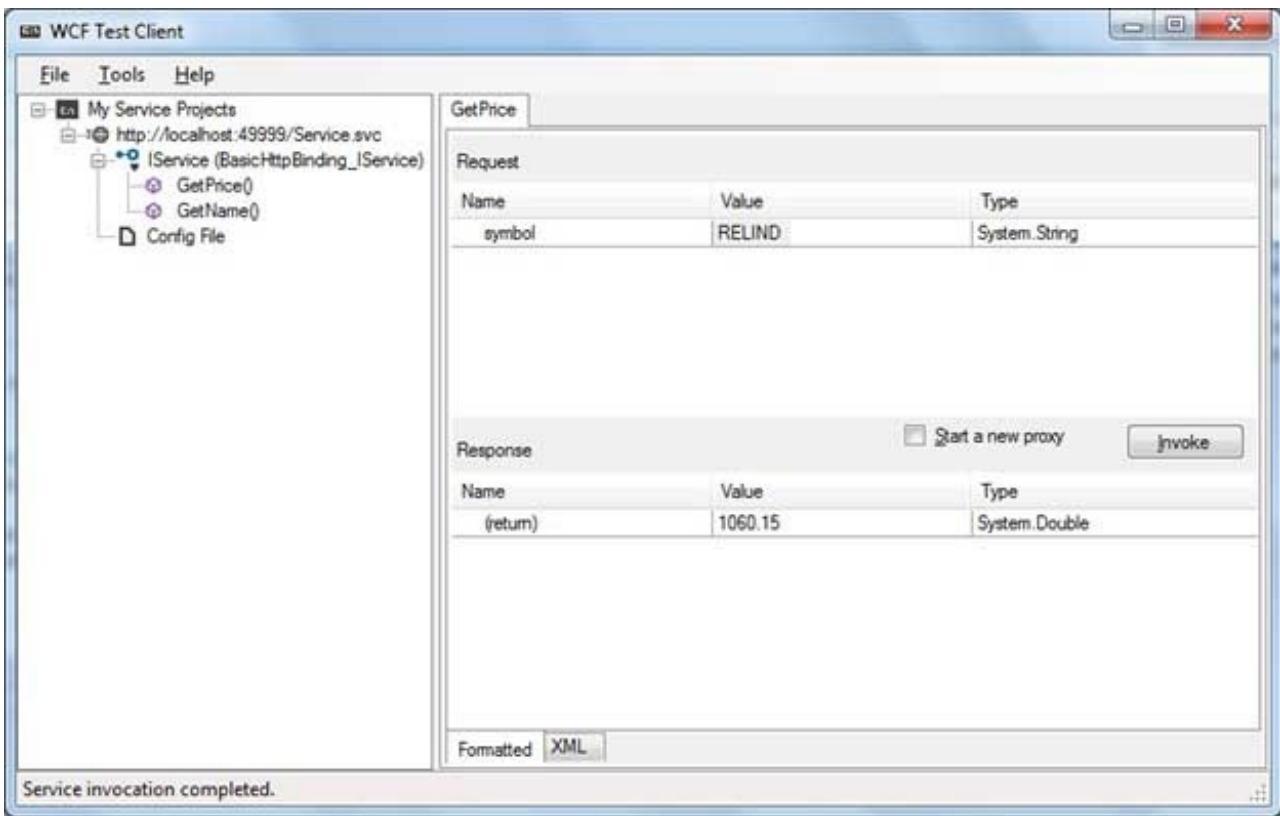 WCF Test Client
File Tools Help
My Service Projects
http://localhost:49999/Service.svc
IService (BasicHttpBinding_IService)
GetPrice()
GetName()
Config File
GetPrice
Request
Name Value Type
symbol RELIND System.String
Response
Start a new proxy Invoke
Name Value Type
(return) 1060.15 System.Double
Formatted XML
Service invocation completed.